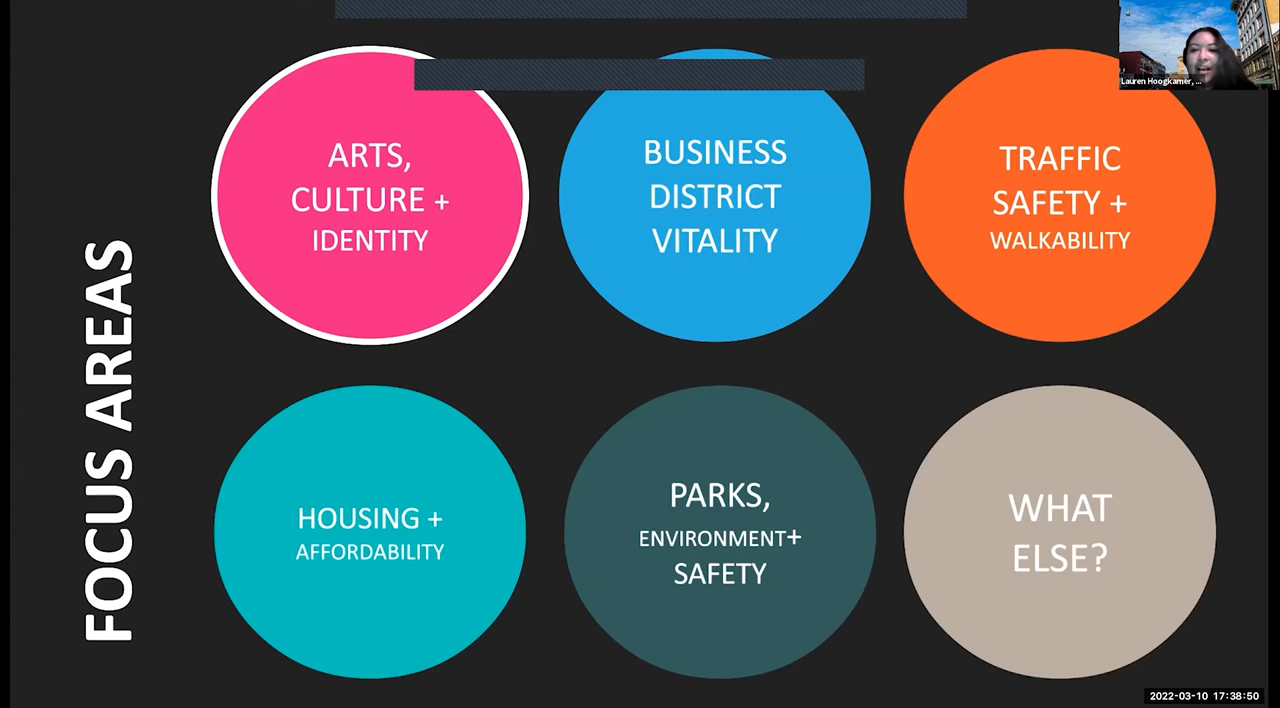 FOCUS AREAS
ARTS,
CULTURE +
IDENTITY
BUSINESS
DISTRICT
VITALITY
TRAFFIC
SAFETY +
WALKABILITY
HOUSING +
AFFORDABILITY
PARKS,
ENVIRONMENT+
SAFETY
WHAT
ELSE?
Lauren Hoogkamer, ...
2022-03-10 17:38:50